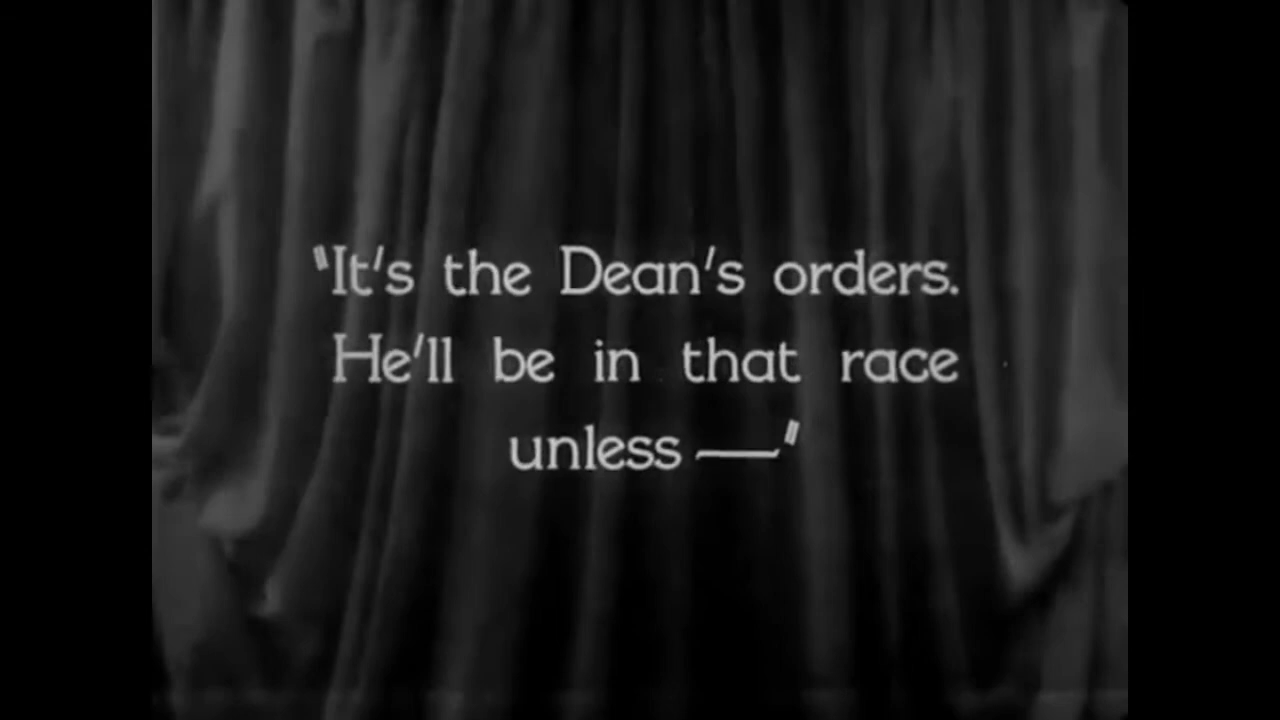 "It's the Dean's orders.
He'll be in that race
unless —"